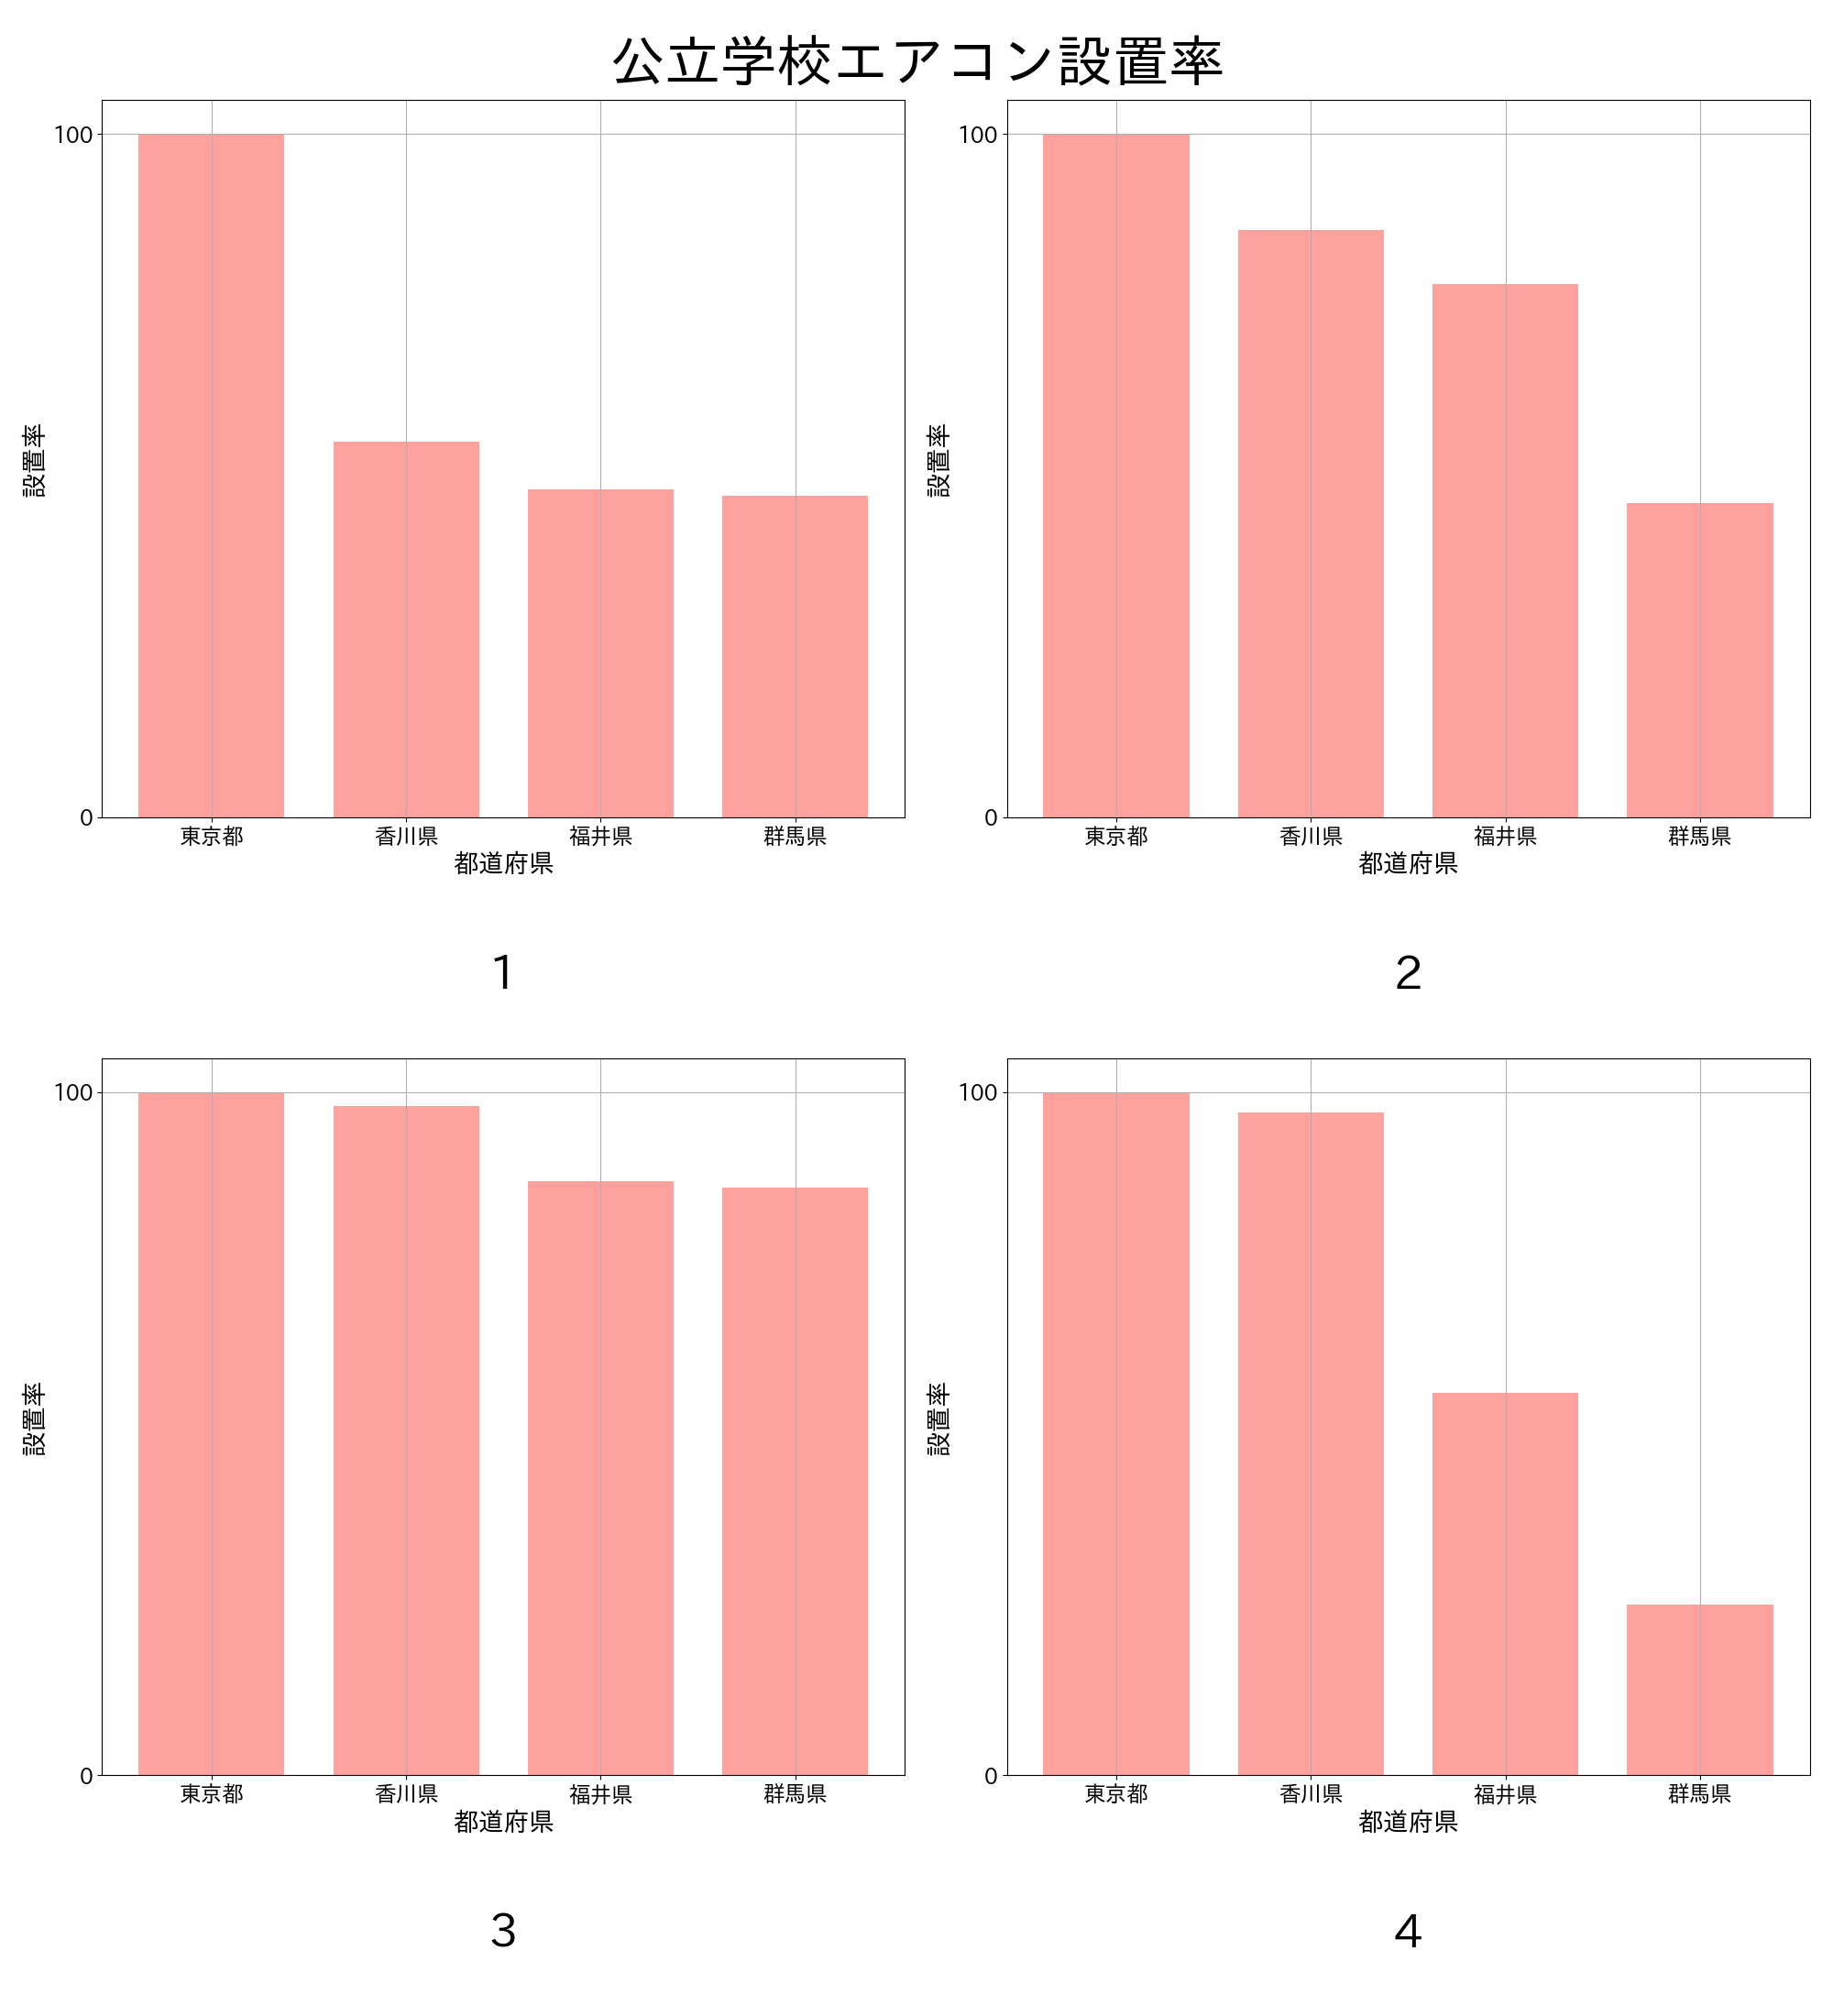 公立学校エアコン設置率
100
設置率
0
東京都 香川県 福井県 群馬県
都道府県
1
100
設置率
0
東京都 香川県 福井県 群馬県
都道府県
2
100
設置率
0
東京都 香川県 福井県 群馬県
都道府県
3
100
設置率
0
東京都 香川県 福井県 群馬県
都道府県
4